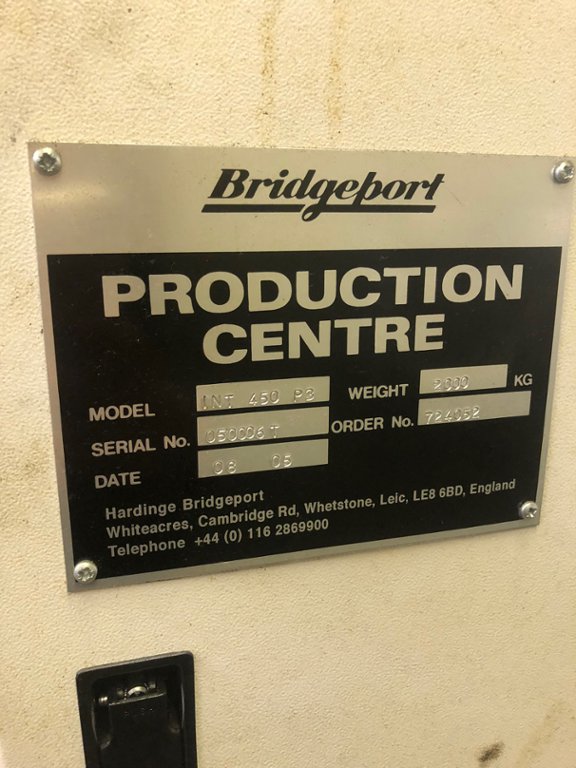 Bridgeport
PRODUCTION
CENTRE
MODEL INT 450 P3 WEIGHT 2000 KG
SERIAL No. 050006T ORDER No. 724052
DATE 08 05
Hardinge Bridgeport
Whiteacres, Cambridge Rd, Whetstone, Leic, LE8 6BD, England
Telephone +44 (0) 116 2869900